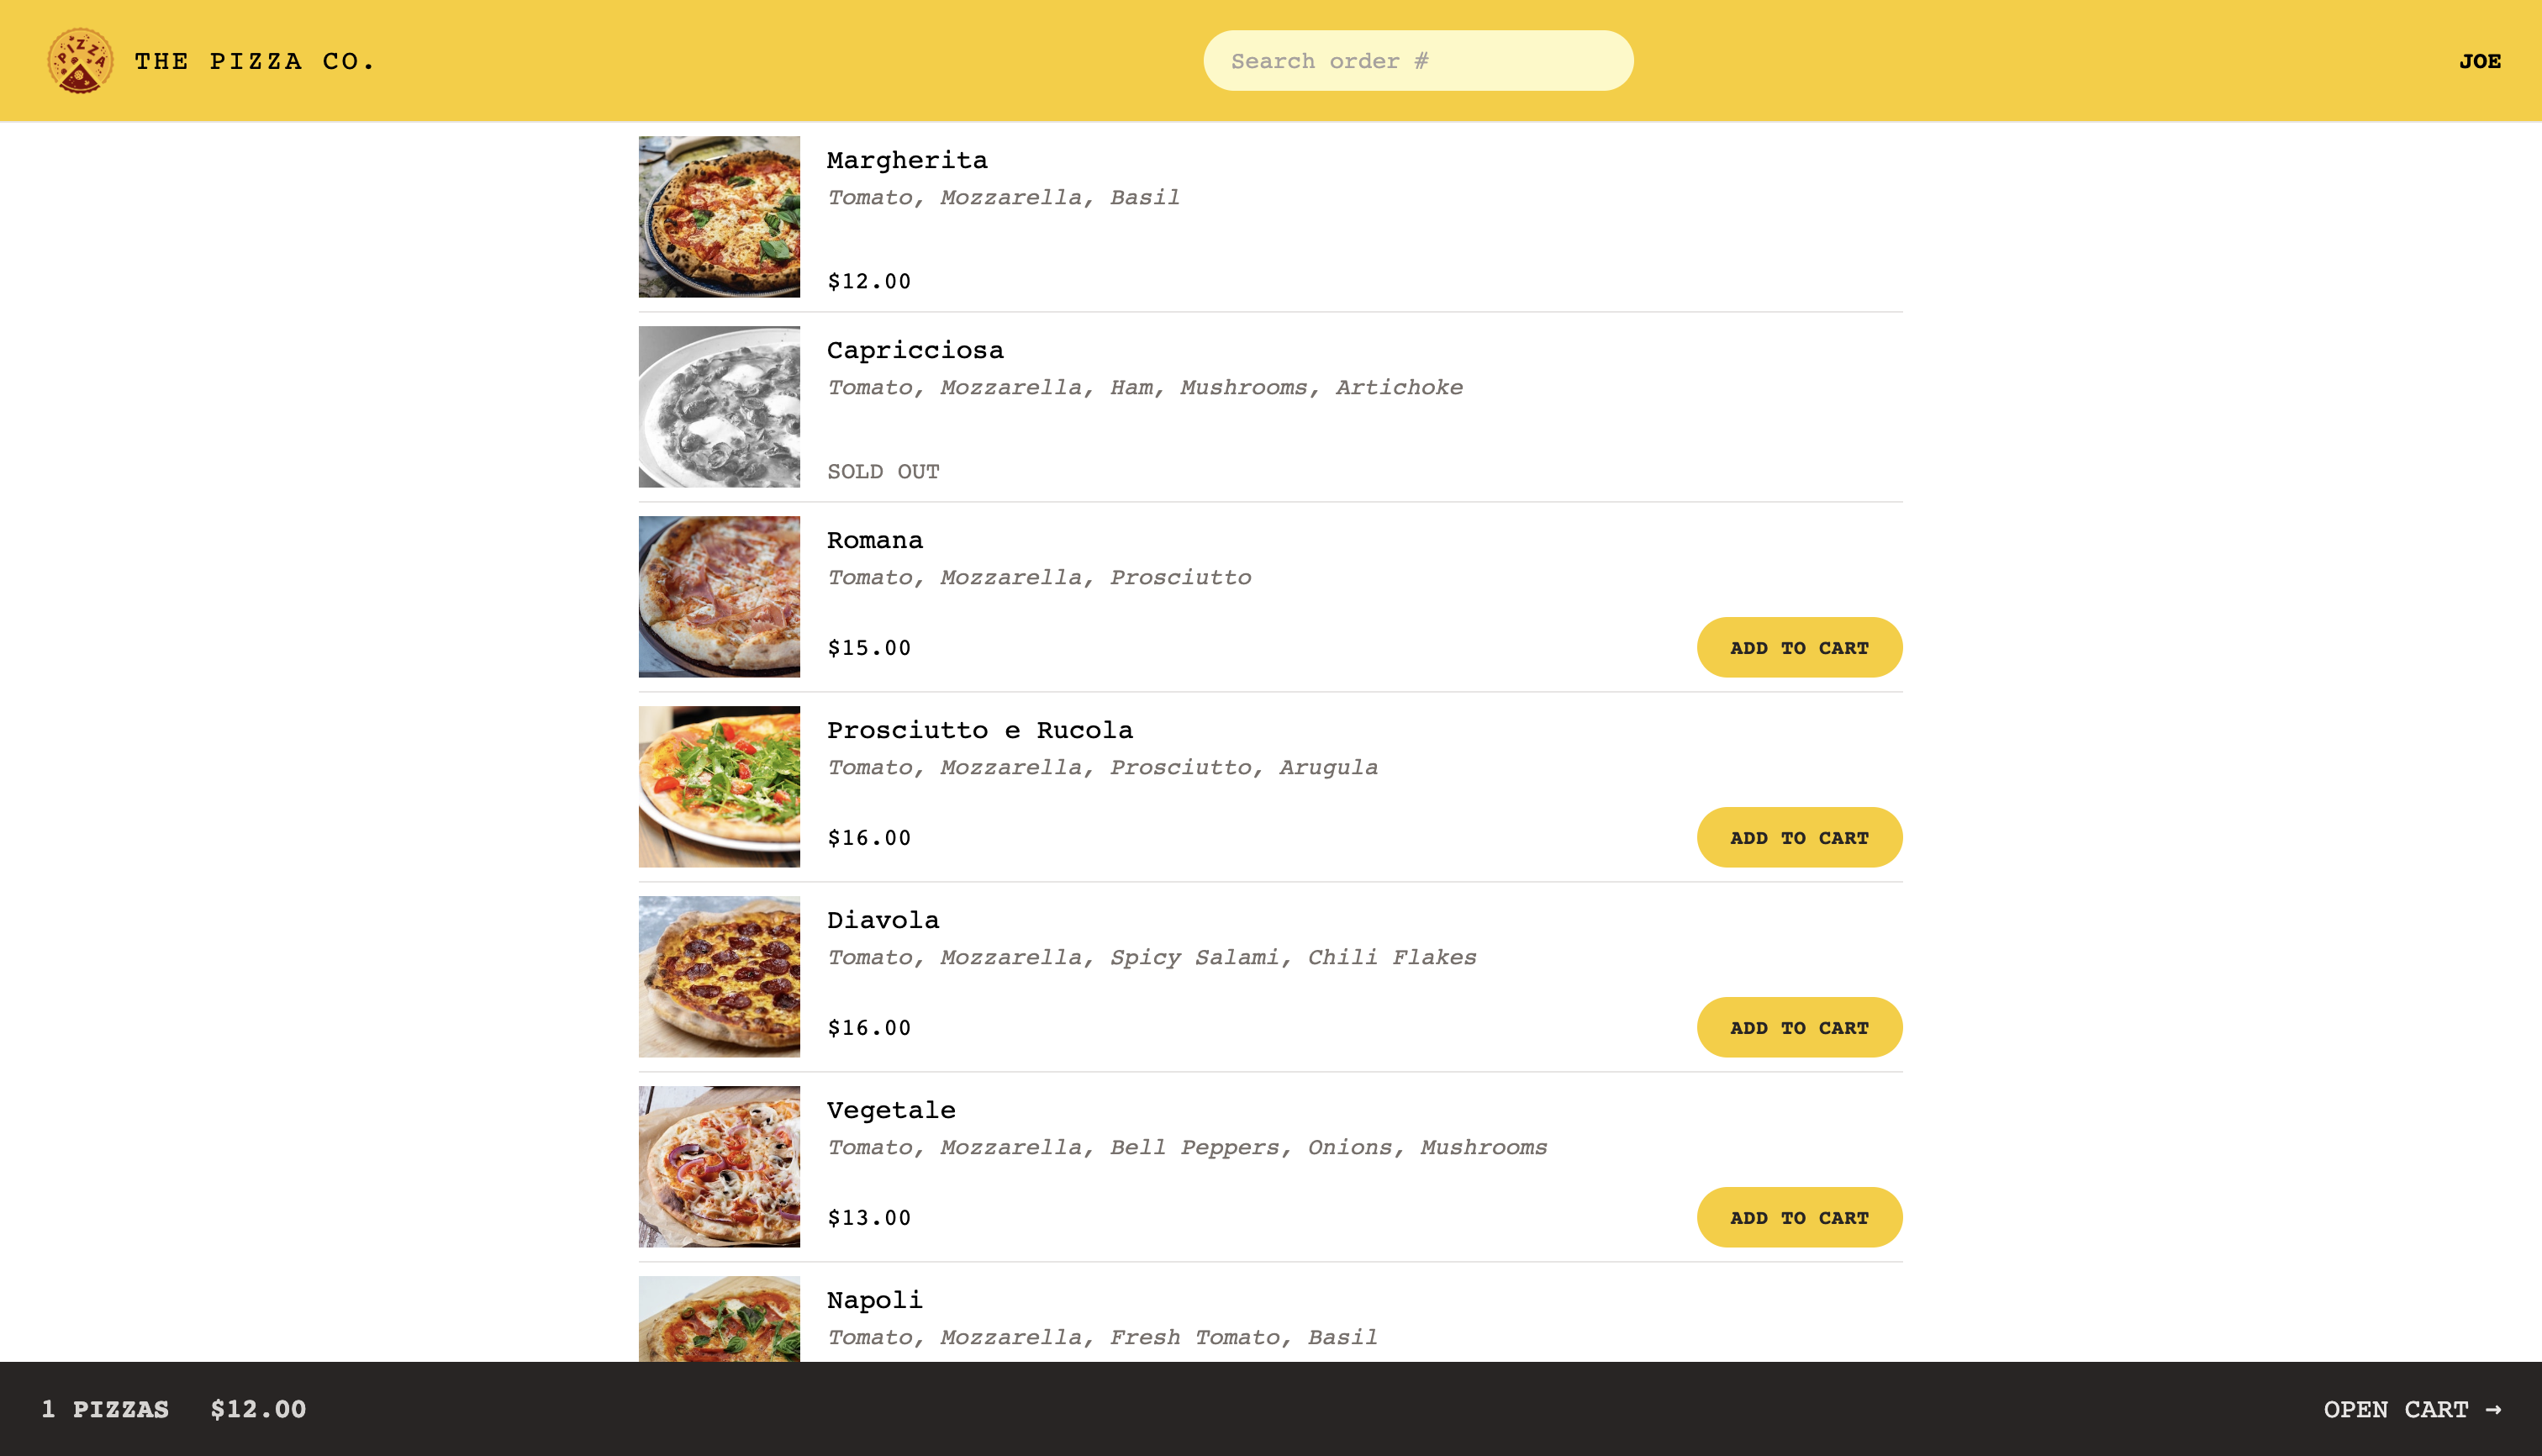 PIZZA
THE PIZZA CO.
Search order #
JOE
Margherita
Tomato, Mozzarella, Basil
$12.00
Capricciosa
Tomato, Mozzarella, Ham, Mushrooms, Artichoke
SOLD OUT
Romana
Tomato, Mozzarella, Prosciutto
$15.00
ADD TO CART
Prosciutto e Rucola
Tomato, Mozzarella, Prosciutto, Arugula
$16.00
ADD TO CART
Diavola
Tomato, Mozzarella, Spicy Salami, Chili Flakes
$16.00
ADD TO CART
Vegetale
Tomato, Mozzarella, Bell Peppers, Onions, Mushrooms
$13.00
ADD TO CART
Napoli
Tomato, Mozzarella, Fresh Tomato, Basil
1 PIZZAS $12.00
OPEN CART →